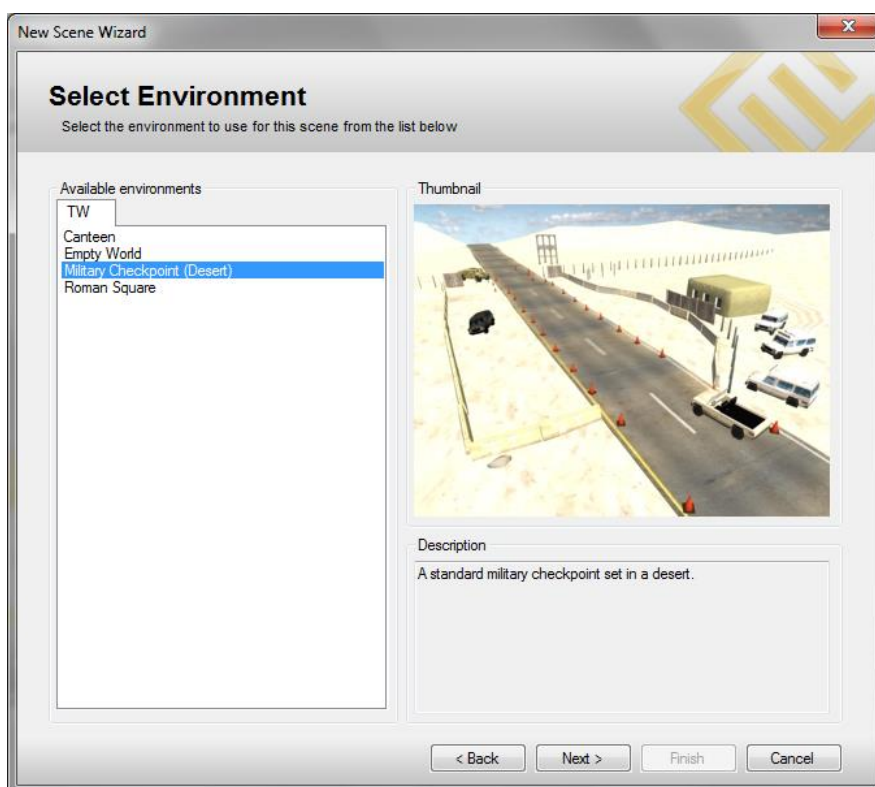 New Scene Wizard
Select Environment
Select the environment to use for this scene from the list below
Available environments
TW
Canteen
Empty World
Military Checkpoint (Desert)
Roman Square
Thumbnail
Description
A standard military checkpoint set in a desert.
< Back
Next >
Finish
Cancel